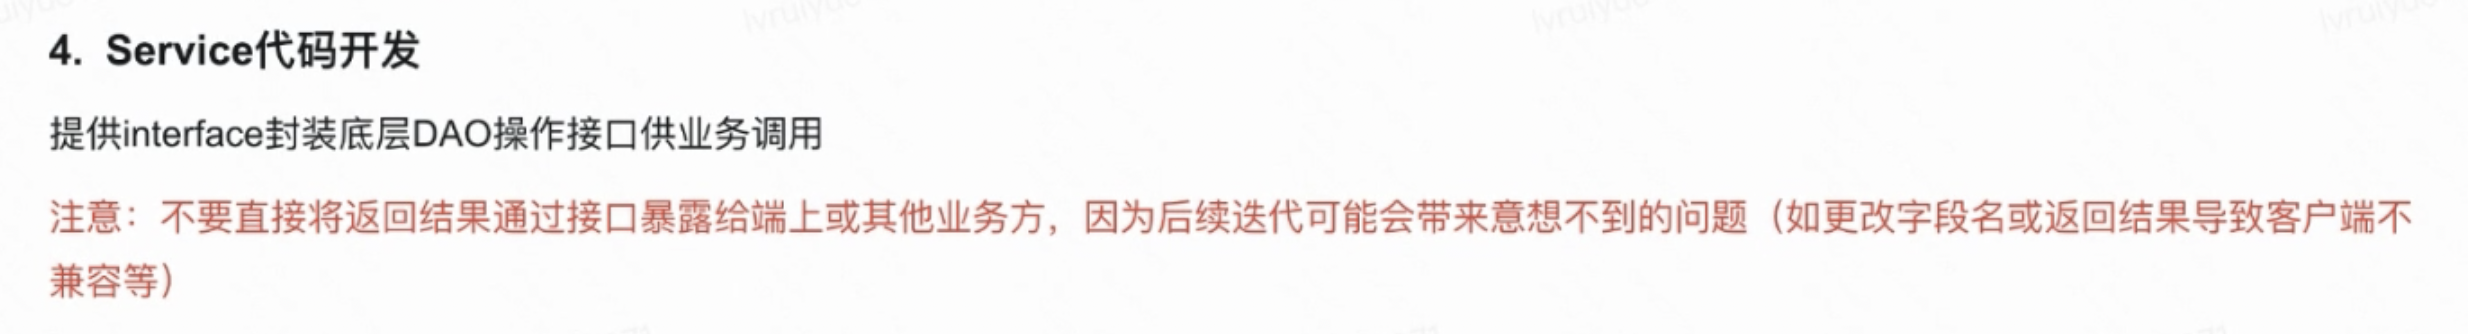 4. Service代码开发
提供interface封装底层DAO操作接口供业务调用
注意：不要直接将返回结果通过接口暴露给端上或其他业务方，因为后续迭代可能会带来意想不到的问题（如更改字段名或返回结果导致客户端不
兼容等）